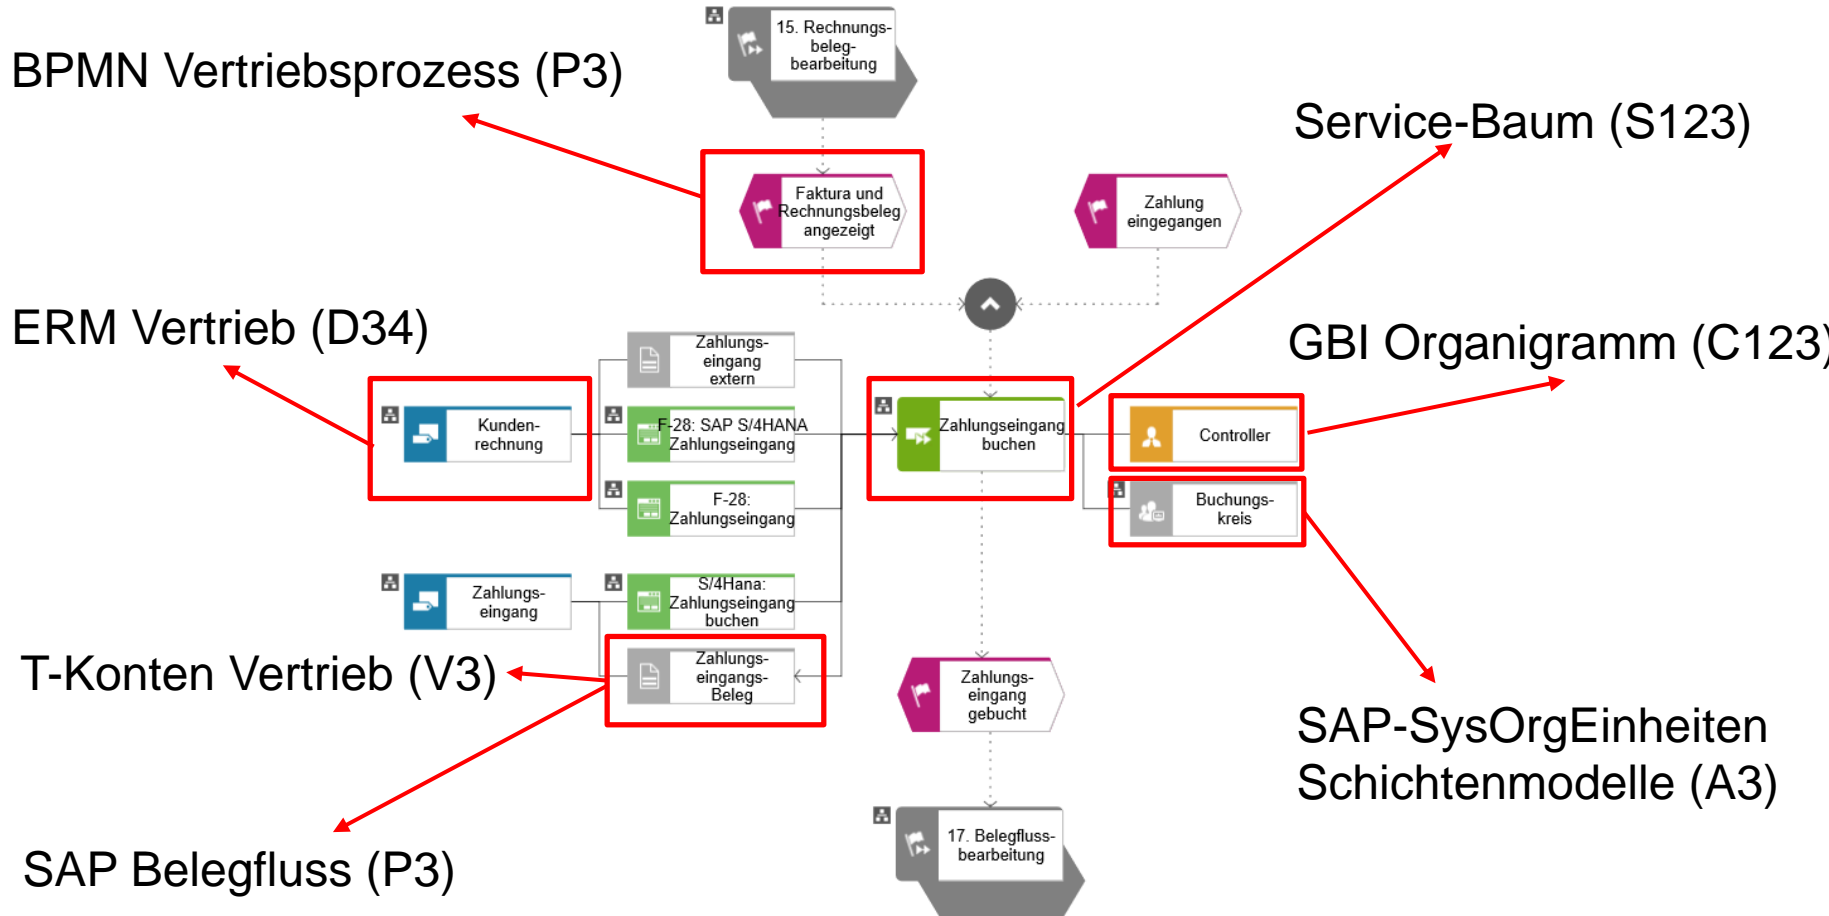 15. Rechnungs-
beleg-
bearbeitung
BPMN Vertriebsprozess (P3)
Service-Baum (S123)
Faktura und
Rechnungsbeleg
angezeigt
Zahlung
eingegangen
ERM Vertrieb (D34)
GBI Organigramm (C123)
Zahlungs-
eingang
extern
Kunden-
rechnung
F-28: SAP S/4HANA
Zahlungseingang
Zahlungseingang
buchen
Controller
F-28:
Zahlungseingang
Buchungs-
kreis
Zahlungs-
eingang
S/4Hana:
Zahlungseingang
buchen
T-Konten Vertrieb (V3)
Zahlungs-
eingangs-
Beleg
Zahlungs-
eingang
gebucht
SAP-SysOrgEinheiten
Schichtenmodelle (A3)
17. Belegfluss-
bearbeitung
SAP Belegfluss (P3)